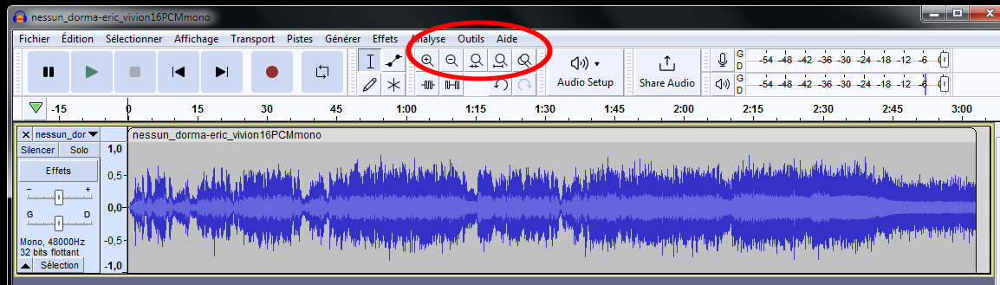 nessun_dorma-eric_vivion16PCMmono
Fichier Édition Sélectionner Affichage Transport Pistes Générer Effets Analyse Outils Aide
Audio Setup
Share Audio
G
D
-54 -48 -42 -36 -30 -24 -18 -12 -6 0
G
D
-54 -48 -42 -36 -30 -24 -18 -12 -6 0
-15 0 15 30 45 1:00 1:15 1:30 1:45 2:00 2:15 2:30 2:45 3:00
nessun_dor
nessun_dorma-eric_vivion16PCMmono
Silencer Solo
Effets
- +
G D
Mono, 48000Hz
32 bits flottant
Sélection
1,0
0,5-
0,0-
-0,5-
-1,0